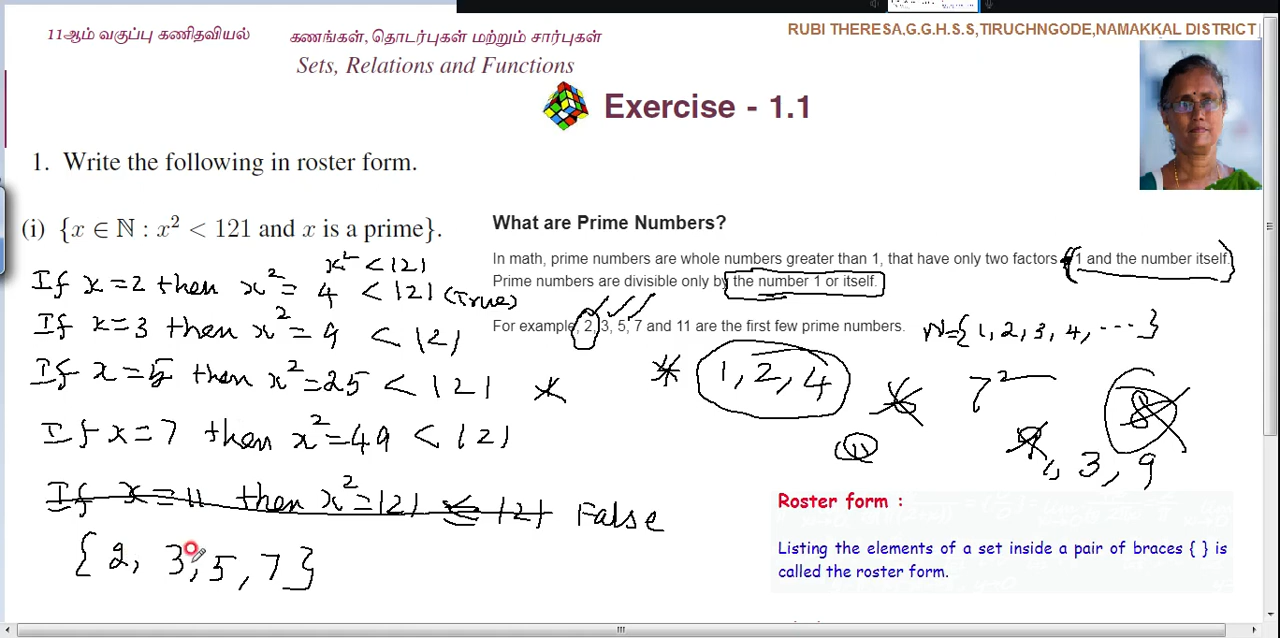 11ஆம் வகுப்பு கணிதவியல்
கணங்கள், தொடர்புகள் மற்றும் சார்புகள்
RUBI THERESA.G.G.H.S.S,TIRUCHNGODE,NAMAKKAL DISTRICT
Sets, Relations and Functions
Exercise - 1.1
1. Write the following in roster form.
(i) {x ∈ ℕ : x² < 121 and x is a prime}.
What are Prime Numbers?
In math, prime numbers are whole numbers greater than 1, that have only two factors (1 and the number itself.)
Prime numbers are divisible only by the number 1 or itself.
For example, 2, 3, 5, 7 and 11 are the first few prime numbers.
x² < 121
If x = 2 then x² = 4 < 121 (True)
If x = 3 then x² = 9 < 121
If x = 5 then x² = 25 < 121
If x = 7 then x² = 49 < 121
If x = 11 then x² = 121 < 121 False
{2, 3, 5, 7}
N={1, 2, 3, 4, ....}
1, 2, 4
7
2
8
1, 3, 9
Roster form :
Listing the elements of a set inside a pair of braces { } is
called the roster form.